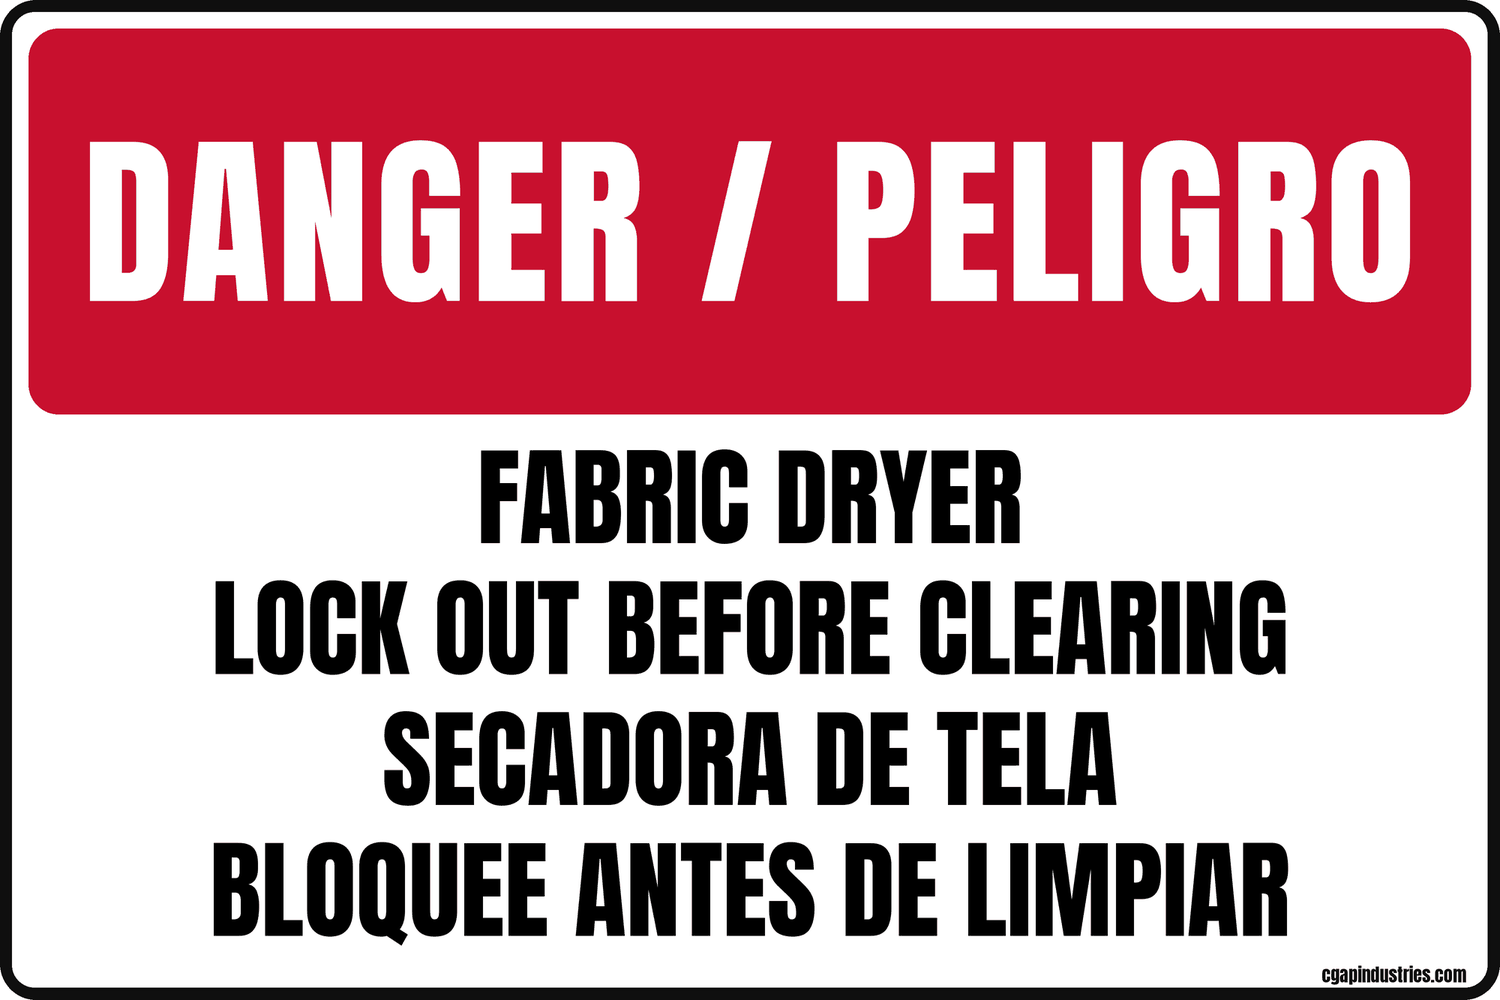 DANGER / PELIGRO
FABRIC DRYER
LOCK OUT BEFORE CLEARING
SECADORA DE TELA
BLOQUEE ANTES DE LIMPIAR
cgapindustries.com